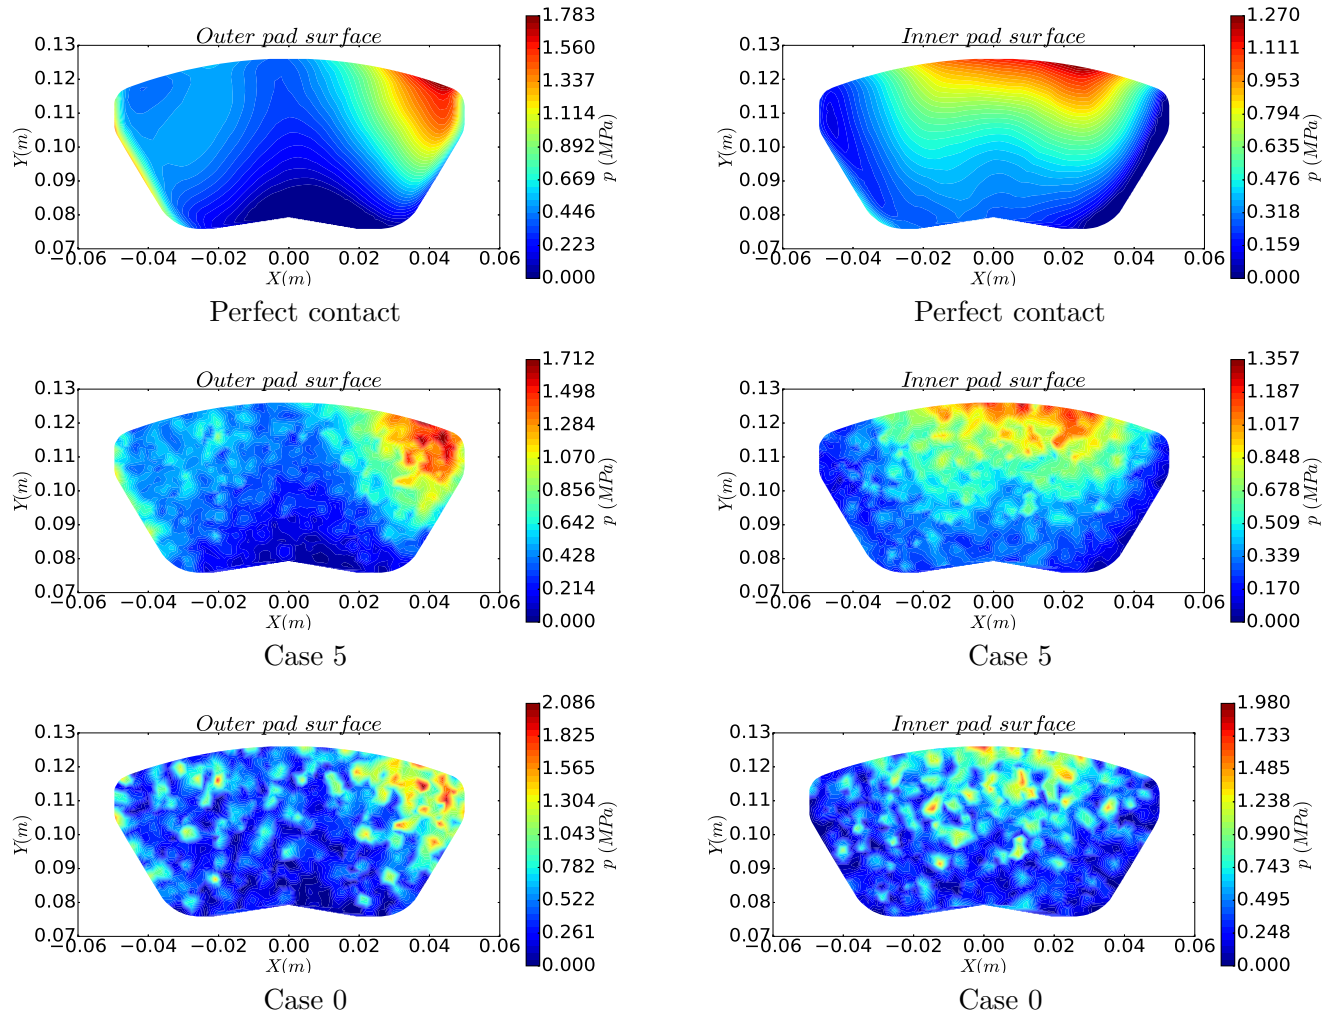 Outer pad surface
0.13
0.12
0.11
0.10
0.09
0.08
0.07
Y(m)
−0.06 −0.04 −0.02 0.00 0.02 0.04 0.06
X(m)
1.783
1.560
1.337
1.114
0.892
0.669
0.446
0.223
0.000
p (MPa)
Perfect contact
Inner pad surface
0.13
0.12
0.11
0.10
0.09
0.08
0.07
Y(m)
−0.06 −0.04 −0.02 0.00 0.02 0.04 0.06
X(m)
1.270
1.111
0.953
0.794
0.635
0.476
0.318
0.159
0.000
p (MPa)
Perfect contact
Outer pad surface
0.13
0.12
0.11
0.10
0.09
0.08
0.07
Y(m)
−0.06 −0.04 −0.02 0.00 0.02 0.04 0.06
X(m)
1.712
1.498
1.284
1.070
0.856
0.642
0.428
0.214
0.000
p (MPa)
Case 5
Inner pad surface
0.13
0.12
0.11
0.10
0.09
0.08
0.07
Y(m)
−0.06 −0.04 −0.02 0.00 0.02 0.04 0.06
X(m)
1.357
1.187
1.018
0.848
0.678
0.509
0.339
0.170
0.000
p (MPa)
Case 5
Outer pad surface
0.13
0.12
0.11
0.10
0.09
0.08
0.07
Y(m)
−0.06 −0.04 −0.02 0.00 0.02 0.04 0.06
X(m)
2.086
1.825
1.565
1.304
1.043
0.782
0.522
0.261
0.000
p (MPa)
Case 0
Inner pad surface
0.13
0.12
0.11
0.10
0.09
0.08
0.07
Y(m)
−0.06 −0.04 −0.02 0.00 0.02 0.04 0.06
X(m)
1.980
1.733
1.485
1.238
0.990
0.743
0.495
0.248
0.000
p (MPa)
Case 0